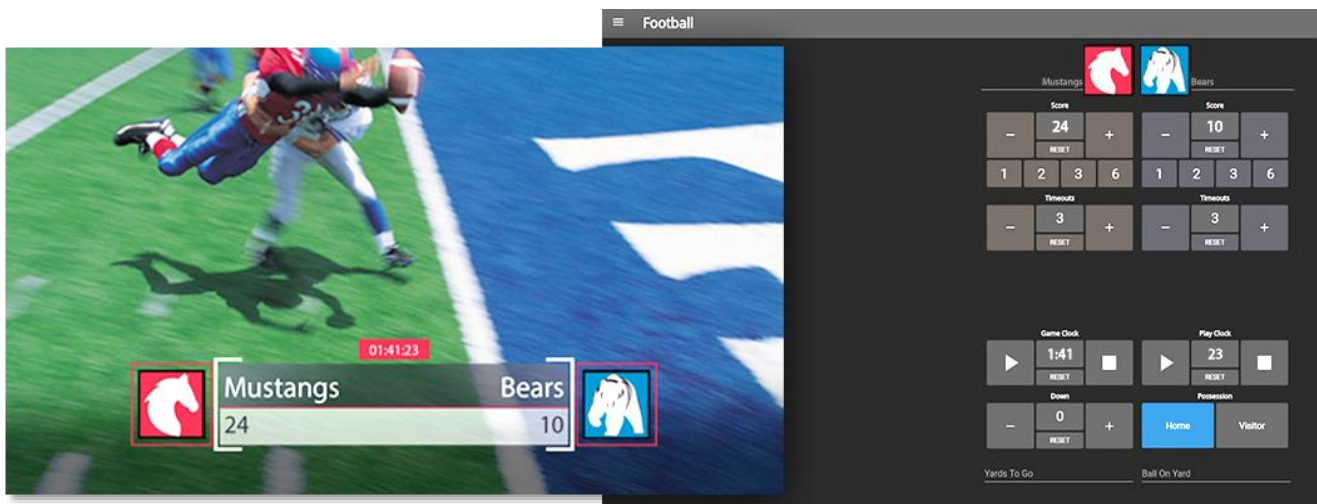 Football
Mustangs Bears
Score Score
− 24 + − 10 +
RESET RESET
1 2 3 6 1 2 3 6
Timeouts Timeouts
− 3 + − 3 +
RESET RESET
Game Clock Play Clock
1:41 23
RESET RESET
Down Possession
− 0 + Home Visitor
RESET
Yards To Go Ball On Yard
01:41:23
Mustangs Bears
24 10